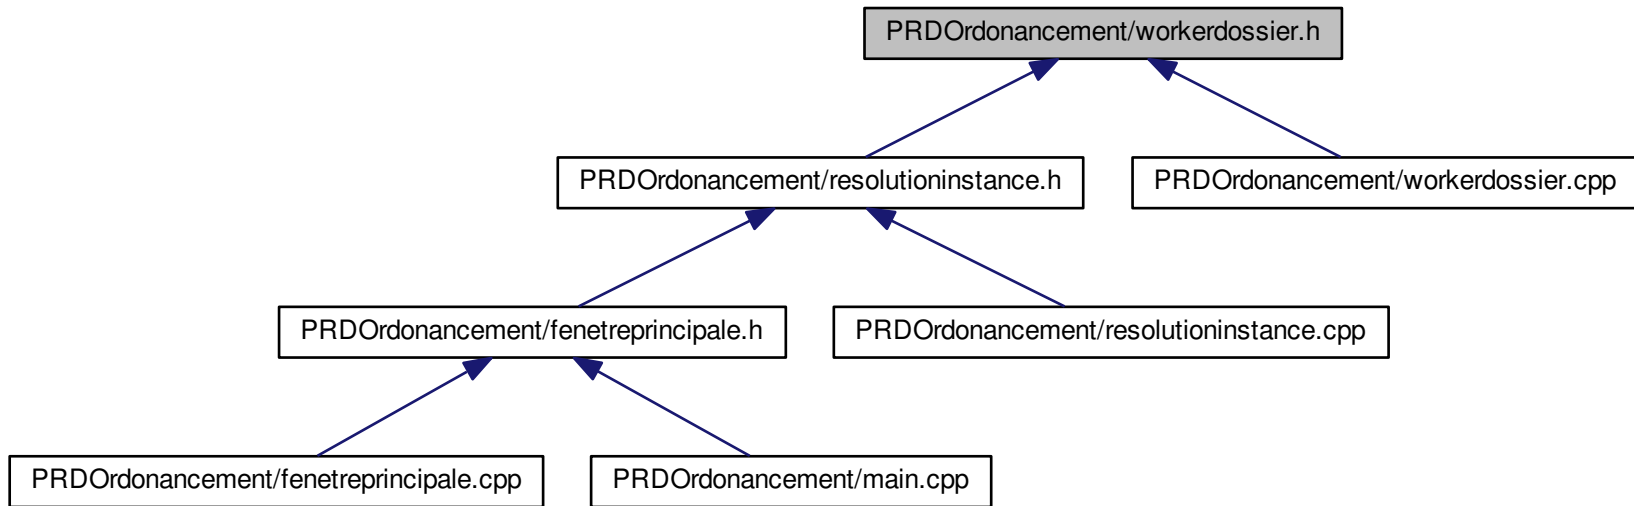 PRDOrdonancement/workerdossier.h
PRDOrdonancement/resolutioninstance.h
PRDOrdonancement/workerdossier.cpp
PRDOrdonancement/fenetreprincipale.h
PRDOrdonancement/resolutioninstance.cpp
PRDOrdonancement/fenetreprincipale.cpp
PRDOrdonancement/main.cpp